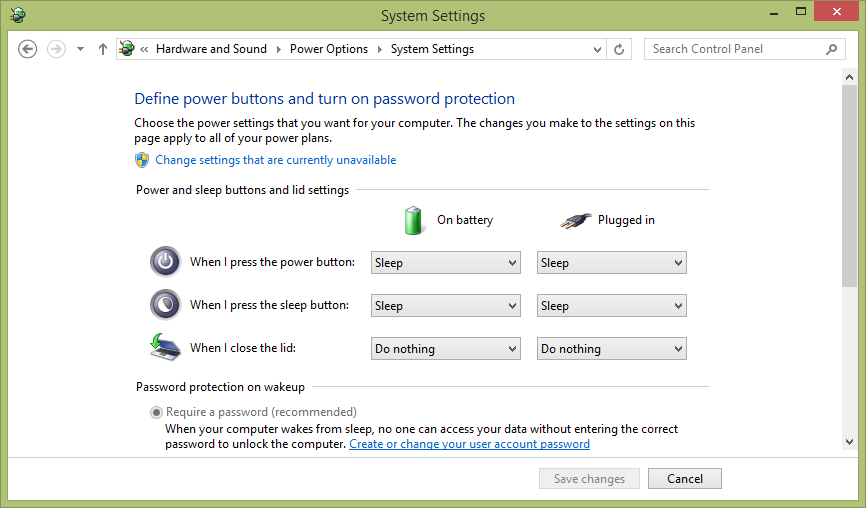 System Settings
« Hardware and Sound Power Options System Settings
Search Control Panel
Define power buttons and turn on password protection
Choose the power settings that you want for your computer. The changes you make to the settings on this
page apply to all of your power plans.
Change settings that are currently unavailable
Power and sleep buttons and lid settings
On battery Plugged in
When I press the power button: Sleep Sleep
When I press the sleep button: Sleep Sleep
When I close the lid: Do nothing Do nothing
Password protection on wakeup
Require a password (recommended)
When your computer wakes from sleep, no one can access your data without entering the correct
password to unlock the computer. Create or change your user account password
Save changes Cancel